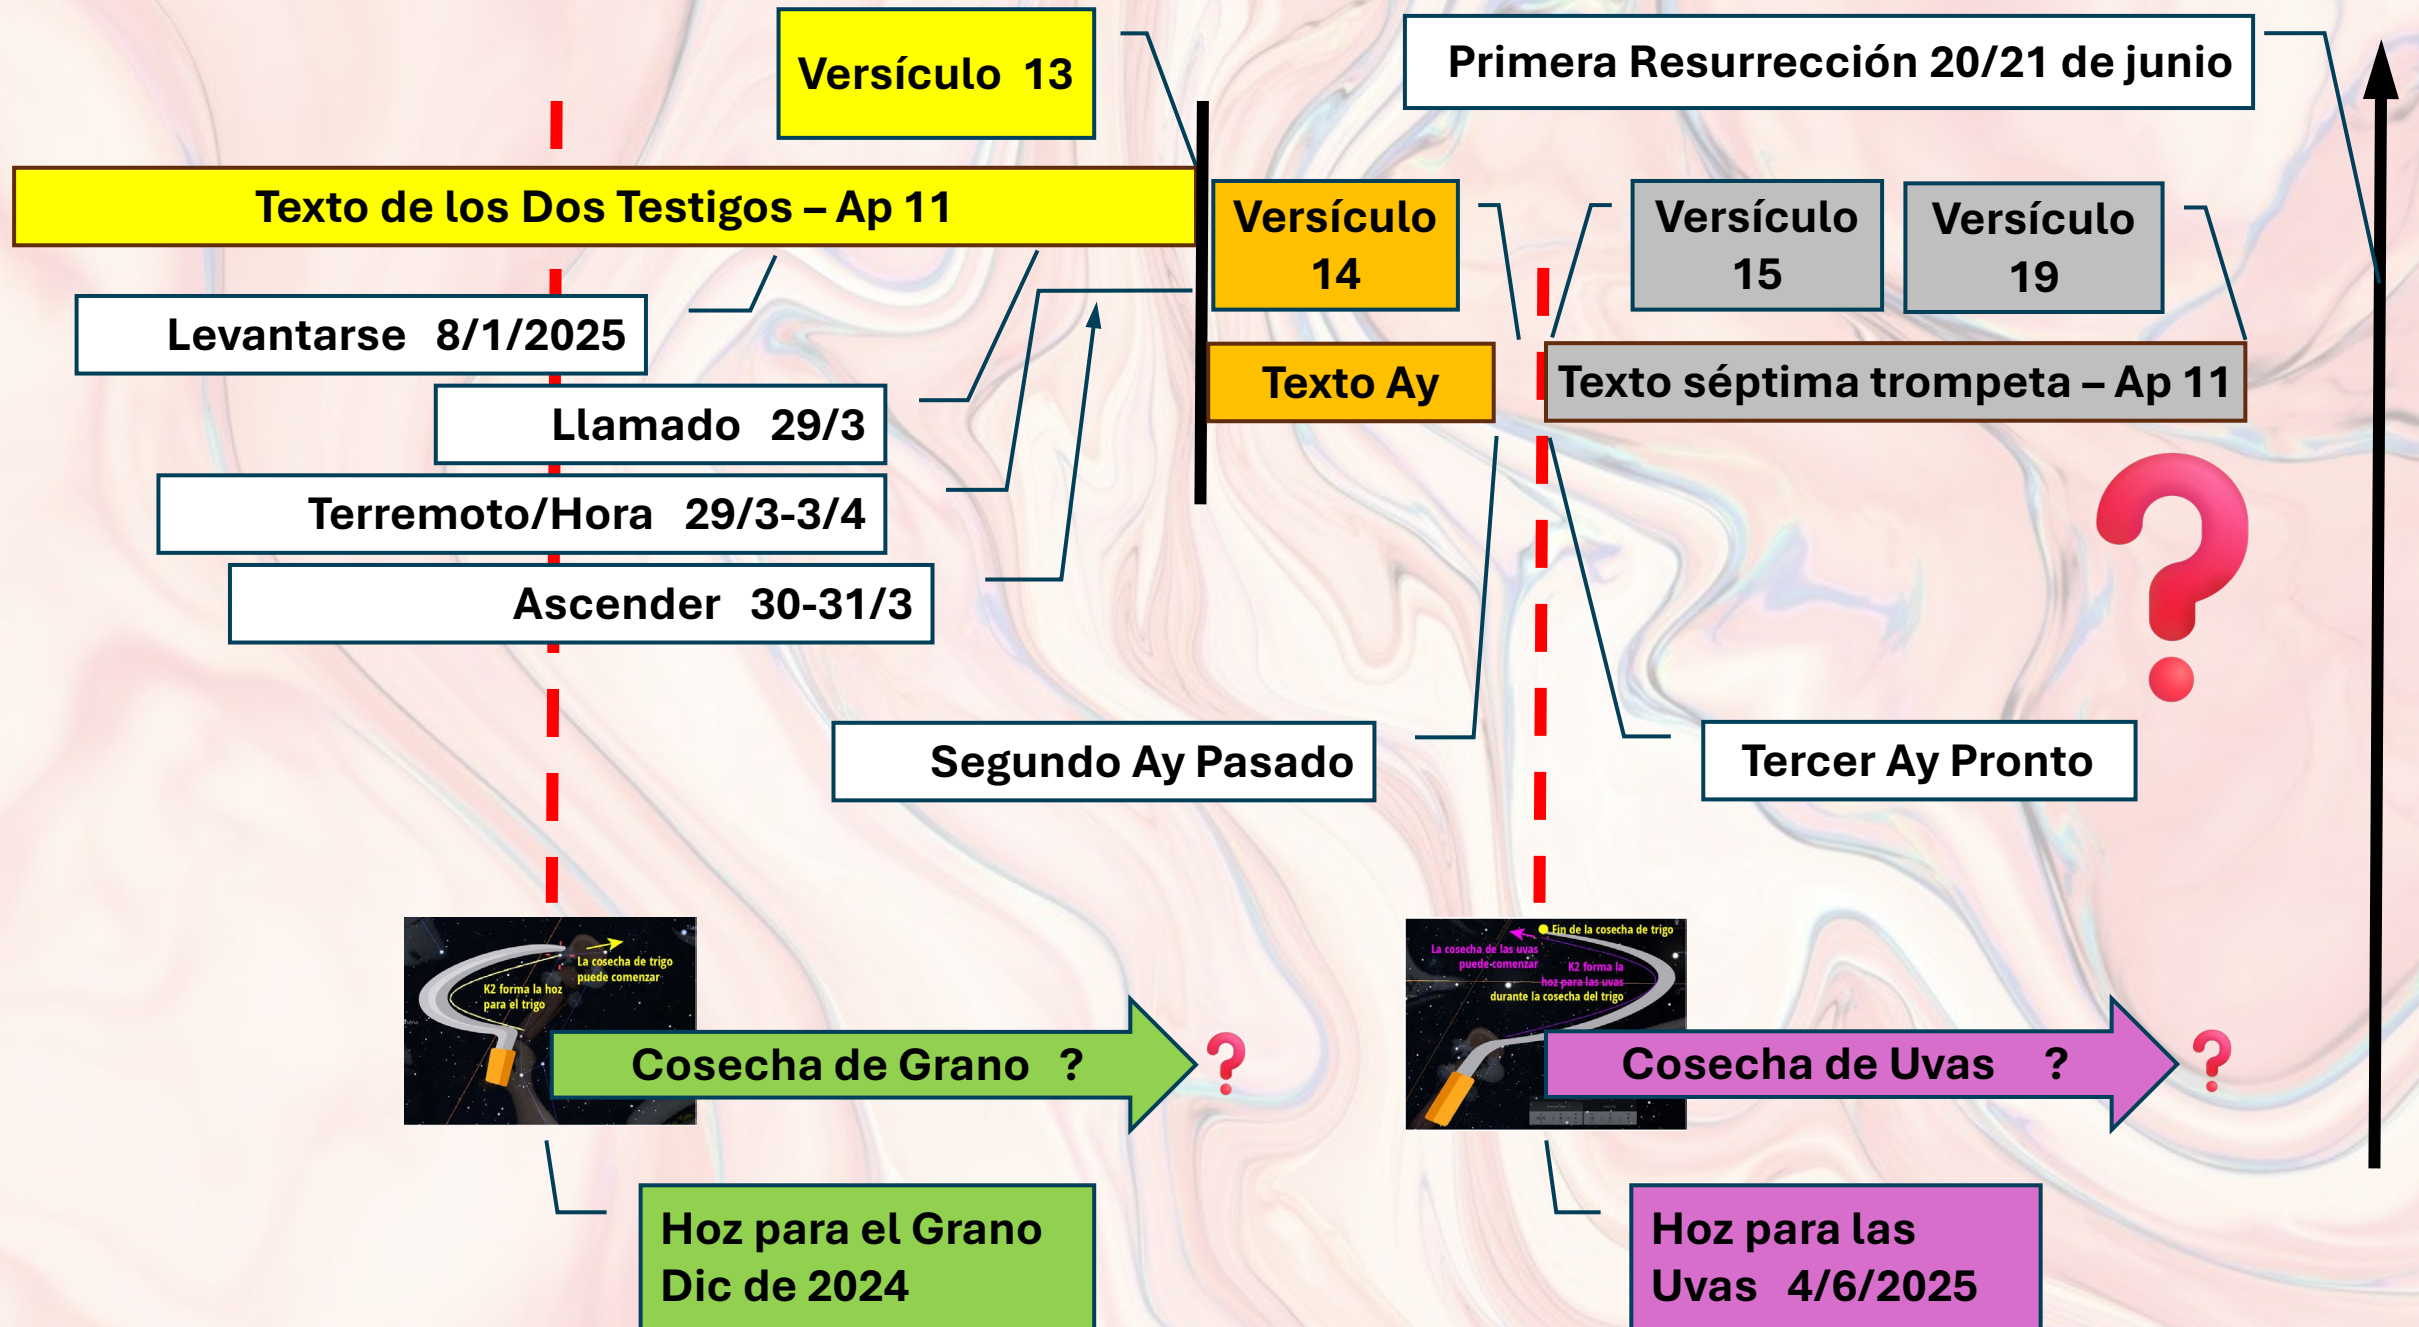 Versículo 13
Primera Resurrección 20/21 de junio
Texto de los Dos Testigos – Ap 11
Versículo
14
Versículo
15
Versículo
19
Levantarse 8/1/2025
Texto Ay
Texto séptima trompeta – Ap 11
Llamado 29/3
Terremoto/Hora 29/3-3/4
Ascender 30-31/3
Segundo Ay Pasado
Tercer Ay Pronto
La cosecha de trigo
puede comenzar
K2 forma la hoz
para el trigo
Fin de la cosecha de trigo
La cosecha de las uvas
puede comenzar
K2 forma la
hoz para las uvas
durante la cosecha del trigo
Cosecha de Grano ?
Cosecha de Uvas ?
Hoz para el Grano
Dic de 2024
Hoz para las
Uvas 4/6/2025